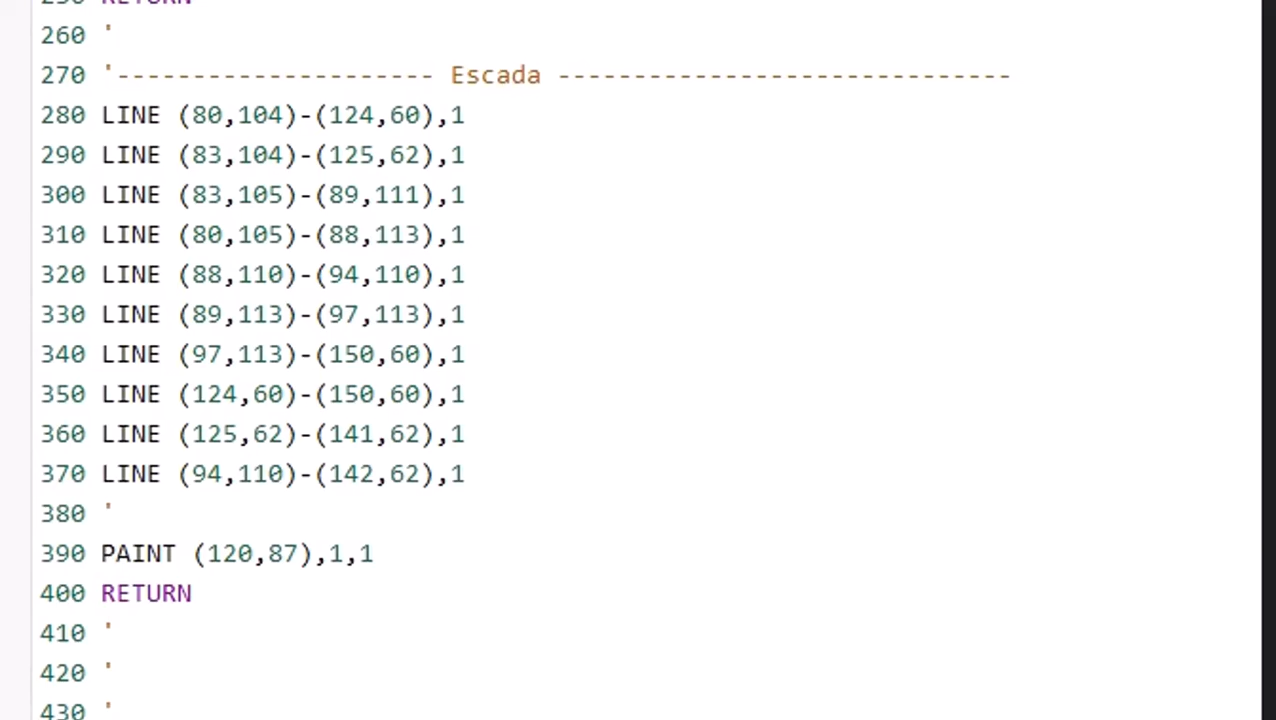 250 RETURN
260 '
270 '--------------------- Escada ------------------------------
280 LINE (80,104)-(124,60),1
290 LINE (83,104)-(125,62),1
300 LINE (83,105)-(89,111),1
310 LINE (80,105)-(88,113),1
320 LINE (88,110)-(94,110),1
330 LINE (89,113)-(97,113),1
340 LINE (97,113)-(150,60),1
350 LINE (124,60)-(150,60),1
360 LINE (125,62)-(141,62),1
370 LINE (94,110)-(142,62),1
380 '
390 PAINT (120,87),1,1
400 RETURN
410 '
420 '
430 '